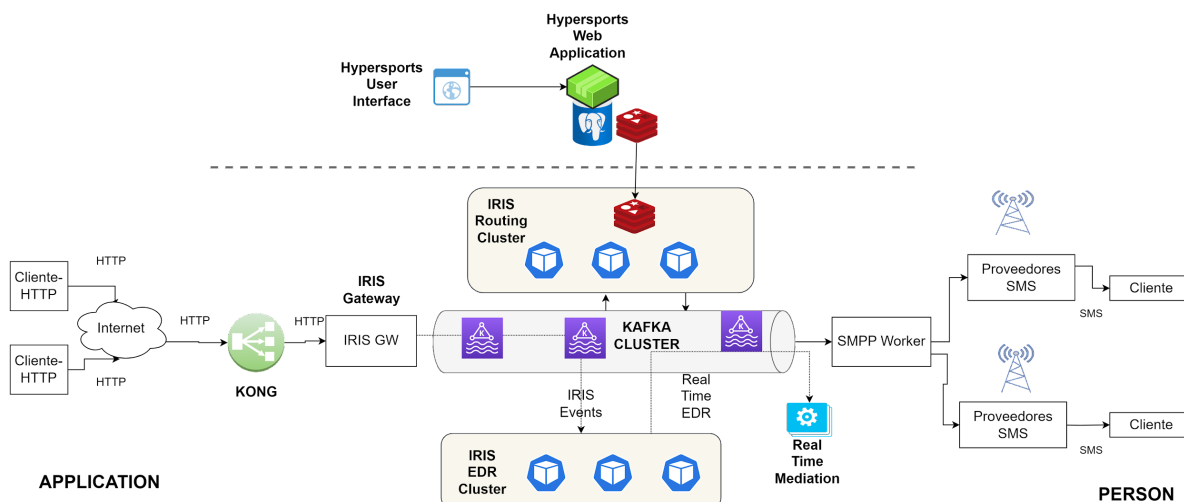 Hypersports
Web
Application
Hypersports
User
Interface
IRIS
Routing
Cluster
HTTP
Cliente-
HTTP
Internet
HTTP
Cliente-
HTTP
HTTP
KONG
HTTP
IRIS
Gateway
IRIS GW
K
K
KAFKA
CLUSTER
K
SMPP Worker
Proveedores
SMS
SMS
Cliente
Proveedores
SMS
SMS
Cliente
IRIS
Events
Real
Time
EDR
Real
Time
Mediation
IRIS
EDR
Cluster
APPLICATION
PERSON